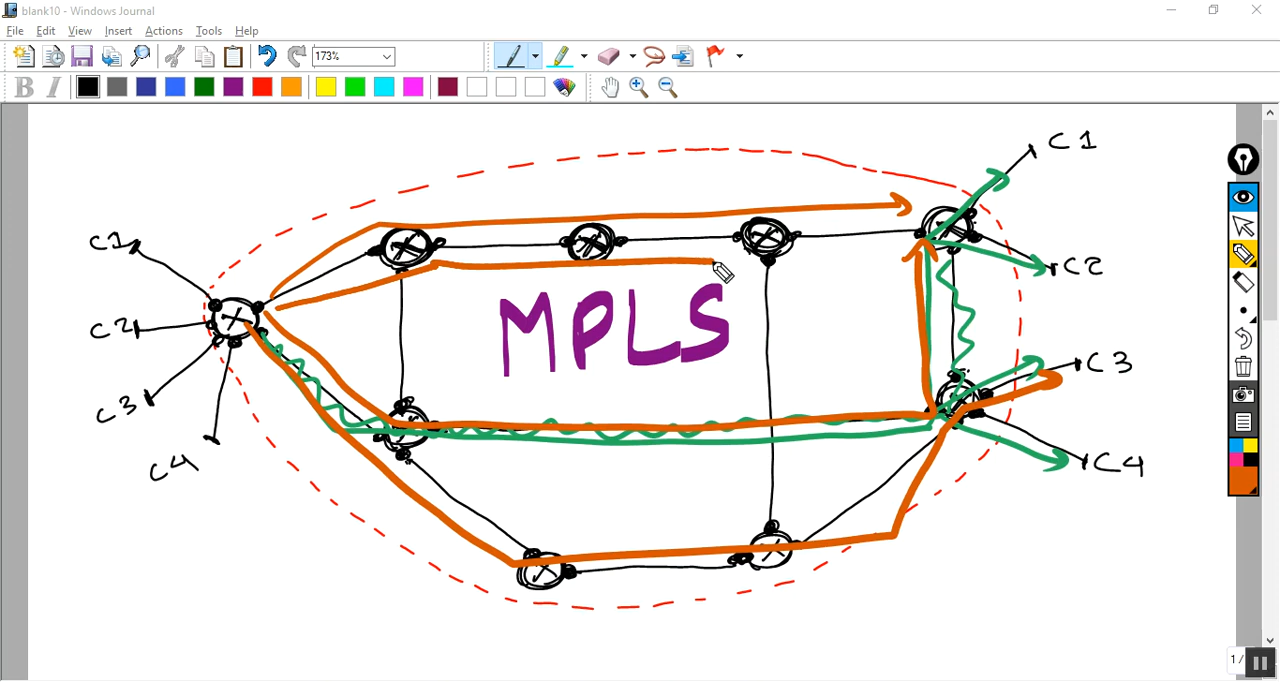 blank10 - Windows Journal
File Edit View Insert Actions Tools Help
173%
B I
C1
C1
C2
C2
MPLS
C3
C3
C4
C4
1/